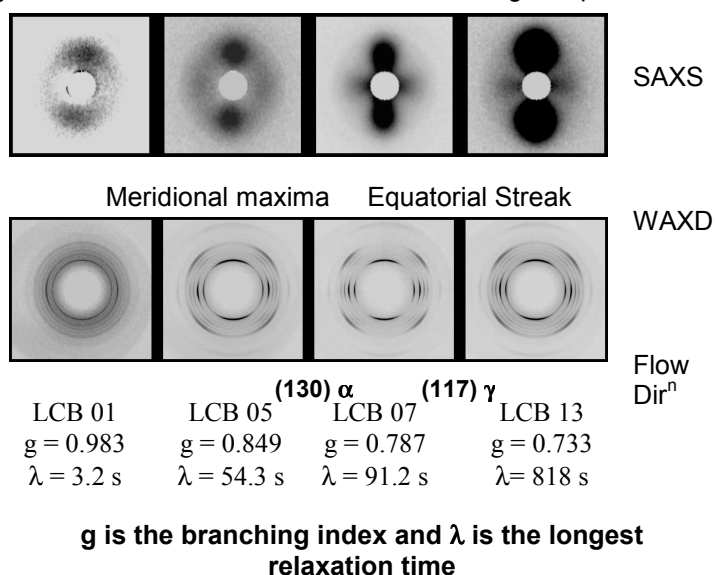 SAXS
Meridional maxima Equatorial Streak
WAXD
Flow
Dirⁿ
(130) α (117) γ
LCB 01 LCB 05 LCB 07 LCB 13
g = 0.983 g = 0.849 g = 0.787 g = 0.733
λ = 3.2 s λ = 54.3 s λ = 91.2 s λ= 818 s
g is the branching index and λ is the longest
relaxation time